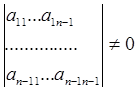 |a₁₁...a₁ₙ₋₁|
|...............| ≠ 0
|aₙ₋₁₁...aₙ₋₁ₙ₋₁|